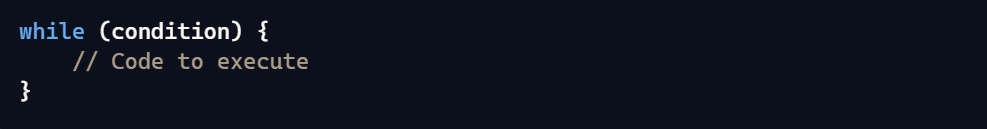 while (condition) {
    // Code to execute
}